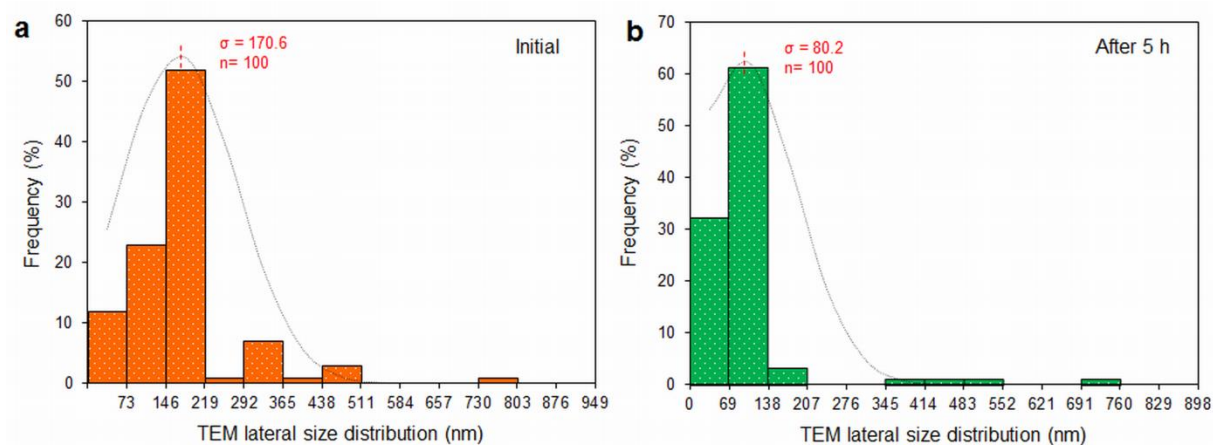 a
60
50
40
30
20
10
0
Frequency (%)
σ = 170.6
n= 100
Initial
73 146 219 292 365 438 511 584 657 730 803 876 949
TEM lateral size distribution (nm)
b
70
60
50
40
30
20
10
0
Frequency (%)
σ = 80.2
n= 100
After 5 h
0 69 138 207 276 345 414 483 552 621 691 760 829 898
TEM lateral size distribution (nm)